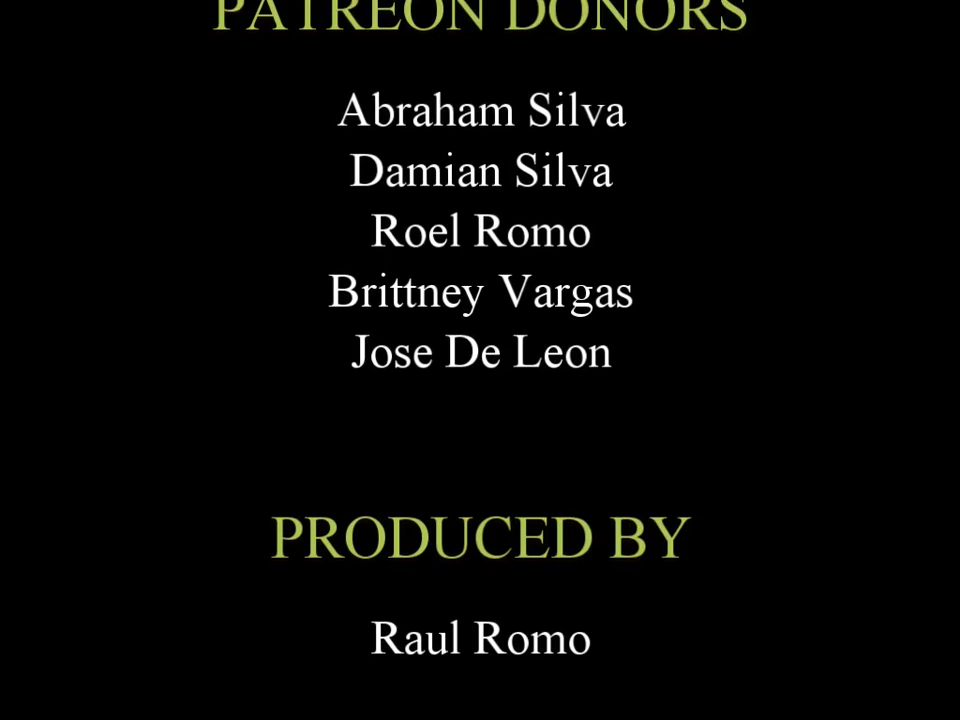 PATREON DONORS
Abraham Silva
Damian Silva
Roel Romo
Brittney Vargas
Jose De Leon
PRODUCED BY
Raul Romo